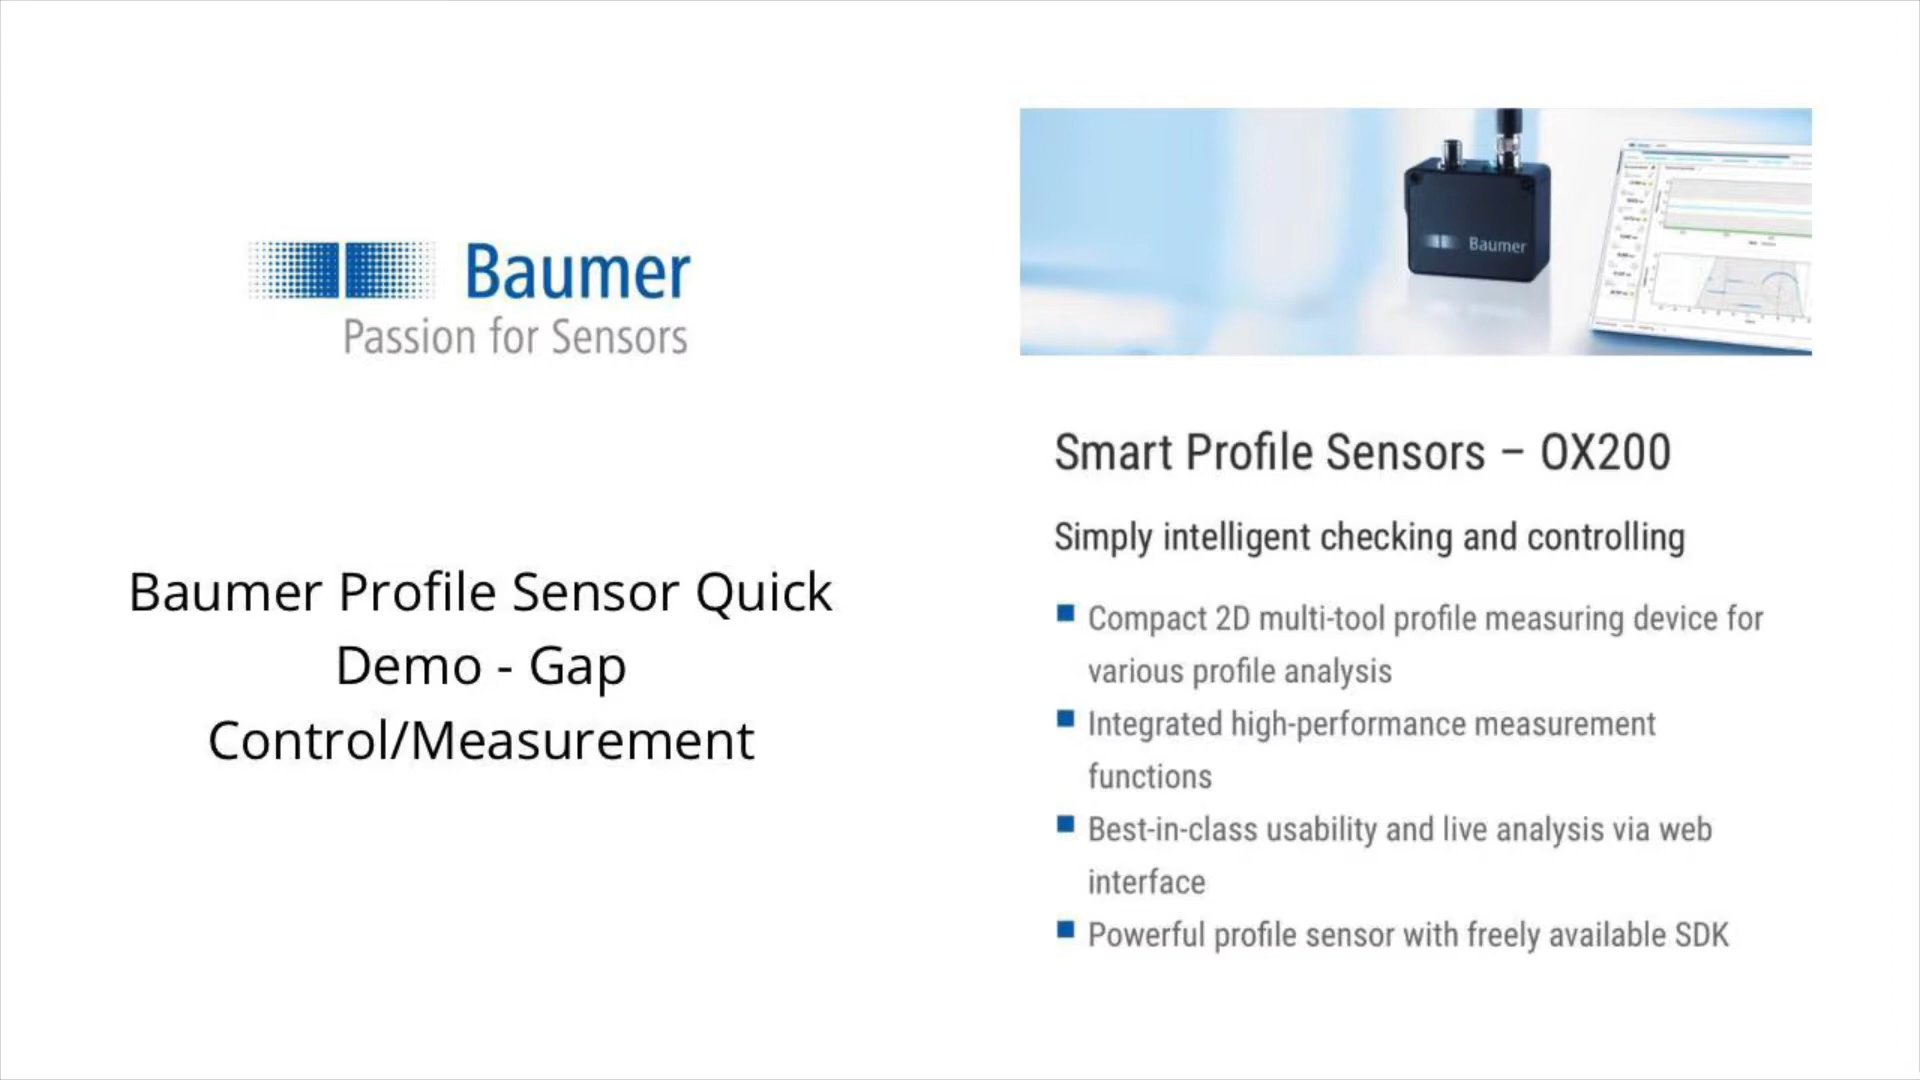 Baumer
Passion for Sensors
Baumer Profile Sensor Quick
Demo - Gap
Control/Measurement
Baumer
Smart Profile Sensors – OX200
Simply intelligent checking and controlling
Compact 2D multi-tool profile measuring device for
various profile analysis
Integrated high-performance measurement
functions
Best-in-class usability and live analysis via web
interface
Powerful profile sensor with freely available SDK